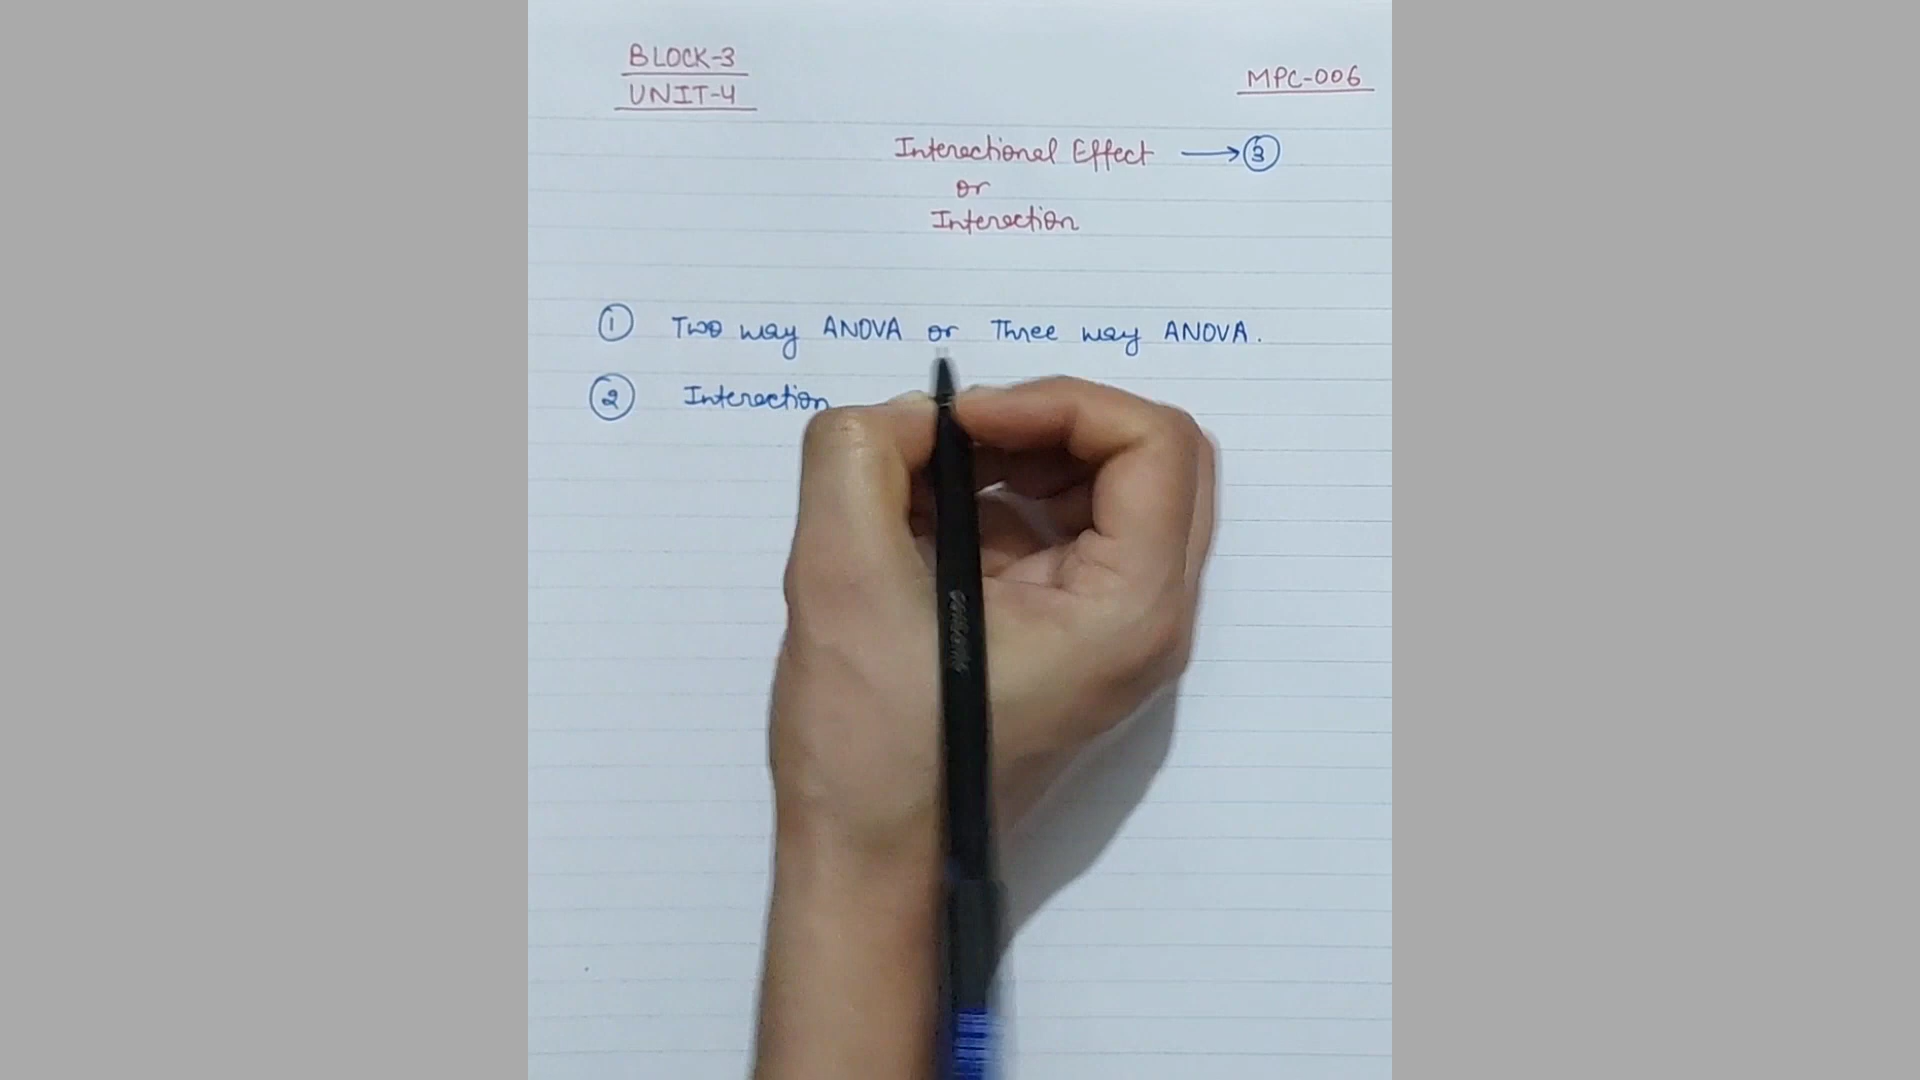 BLOCK-3
UNIT-4
MPC-006
Interactional Effect → ③
or
Interaction
① Two way ANOVA or Three way ANOVA.
② Interaction